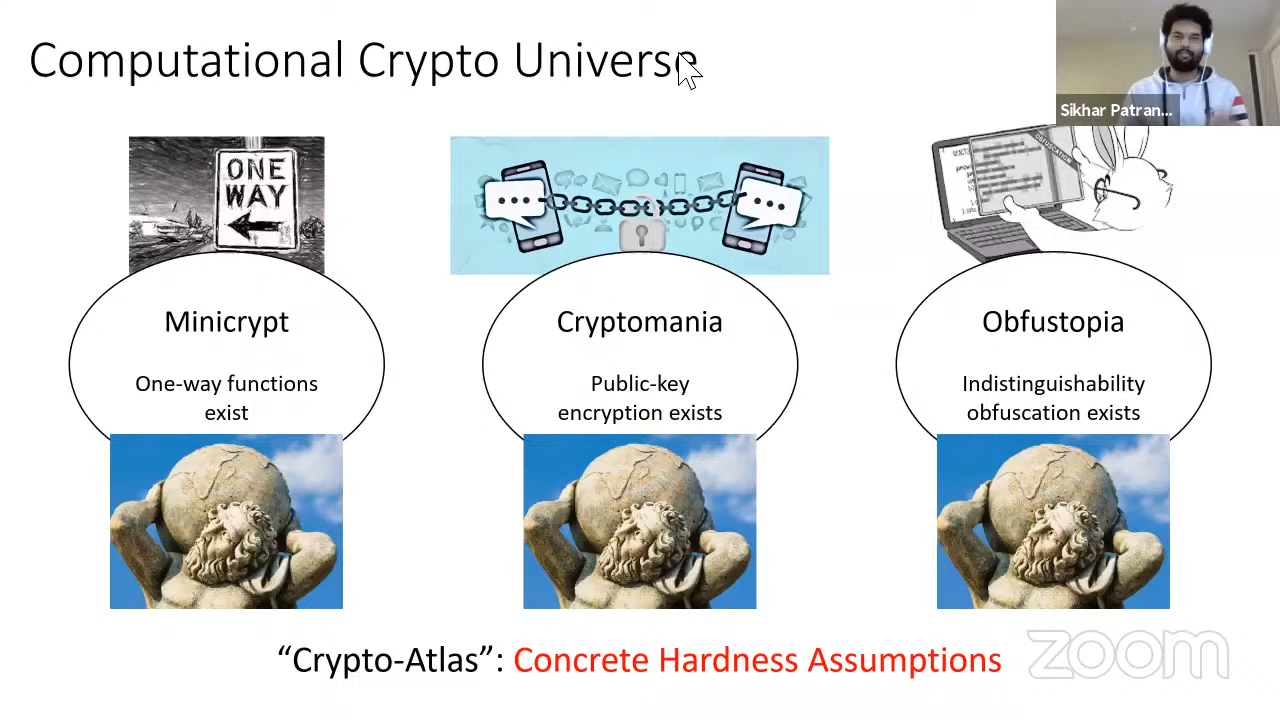 Computational Crypto Universe
Sikhar Patran...
ONE
WAY
OBFUSCATION
Minicrypt
One-way functions
exist
Cryptomania
Public-key
encryption exists
Obfustopia
Indistinguishability
obfuscation exists
“Crypto-Atlas”: Concrete Hardness Assumptions
zoom